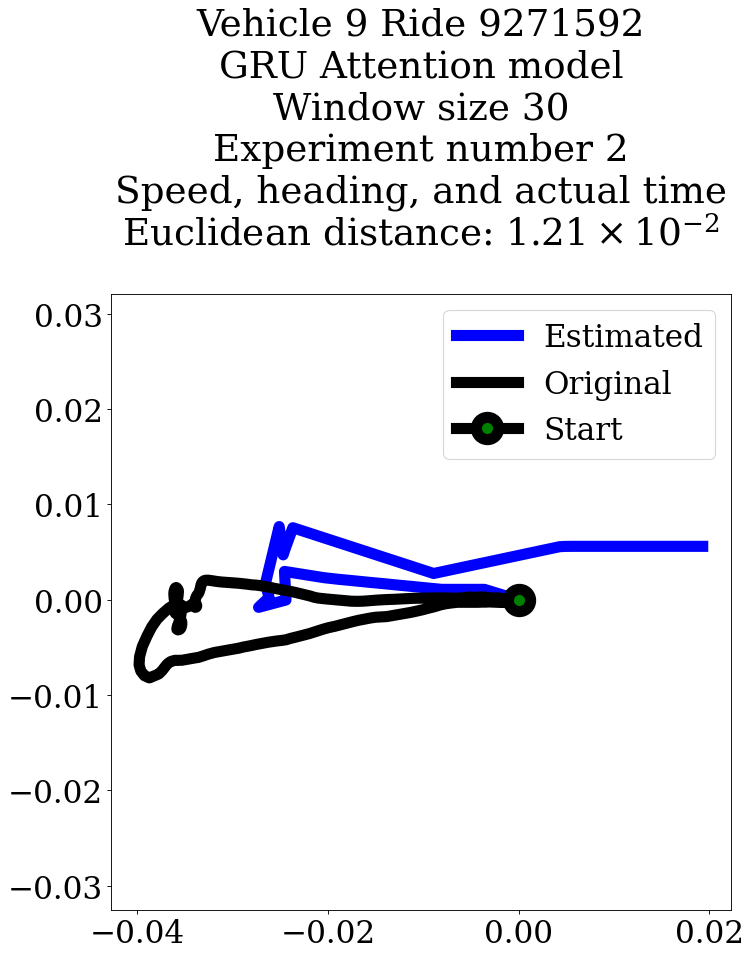 Vehicle 9 Ride 9271592
GRU Attention model
Window size 30
Experiment number 2
Speed, heading, and actual time
Euclidean distance: 1.21 × 10⁻²
Estimated
Original
Start
0.03
0.02
0.01
0.00
−0.01
−0.02
−0.03
−0.04
−0.02
0.00
0.02